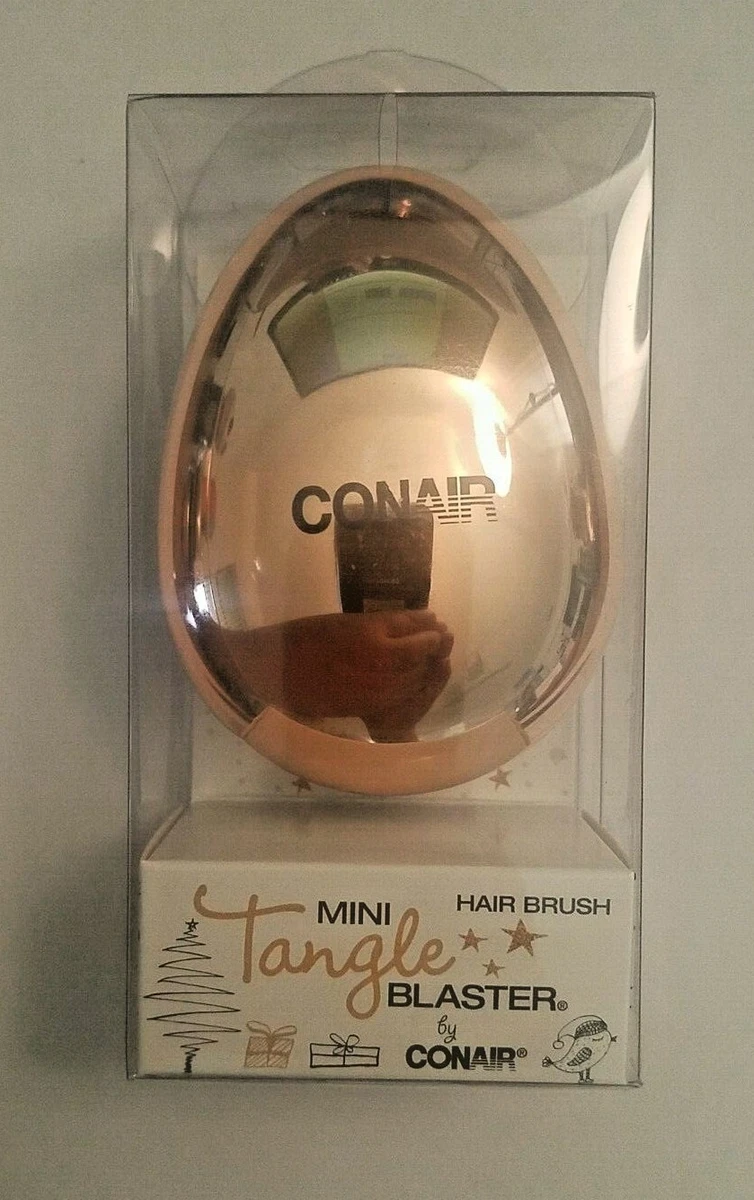 CONAIR
MINI
HAIR BRUSH
Tangle
BLASTER®
by
CONAIR®